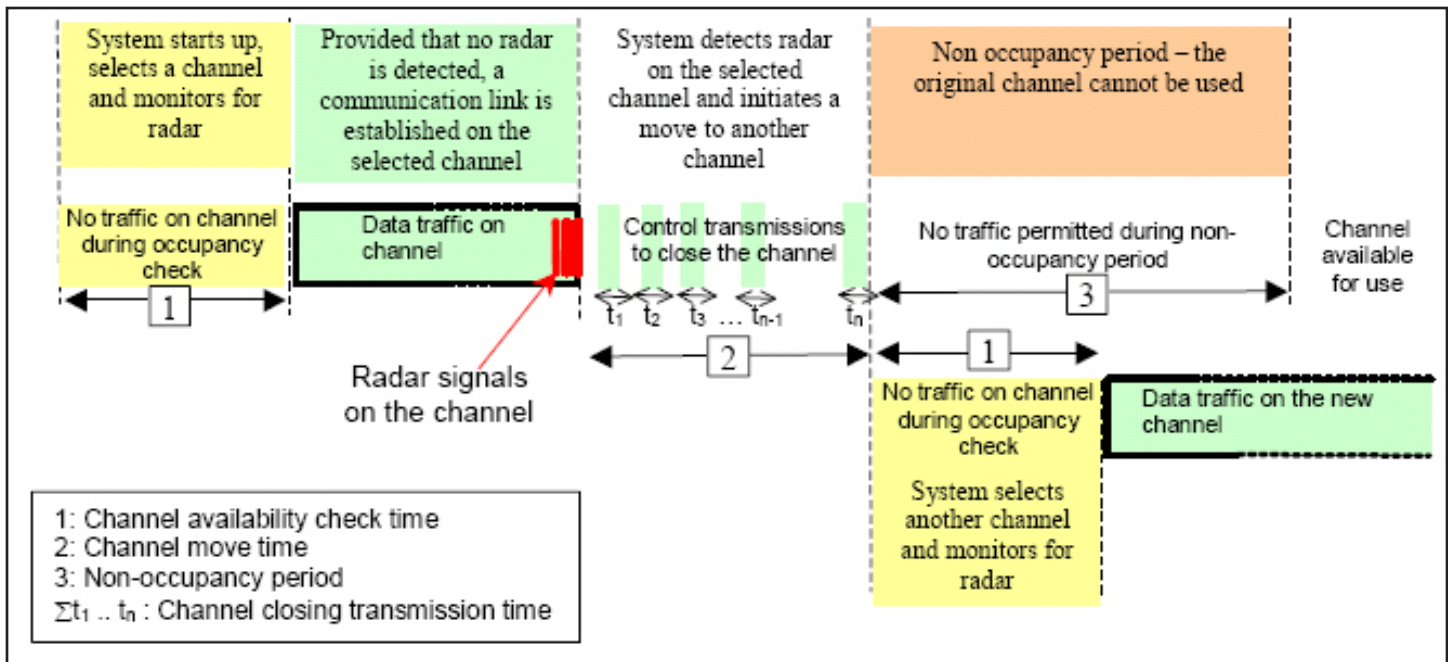 System starts up,
selects a channel
and monitors for
radar
Provided that no radar
is detected, a
communication link is
established on the
selected channel
System detects radar
on the selected
channel and initiates a
move to another
channel
Non occupancy period – the
original channel cannot be used
No traffic on channel
during occupancy
check
Data traffic on
channel
Control transmissions
to close the channel
No traffic permitted during non-
occupancy period
Channel
available
for use
1
t1 t2 t3 ... tn-1 tn
2
3
Radar signals
on the channel
1
No traffic on channel
during occupancy
check
Data traffic on the new
channel
System selects
another channel
and monitors for
radar
1: Channel availability check time
2: Channel move time
3: Non-occupancy period
Σt1 .. tn : Channel closing transmission time